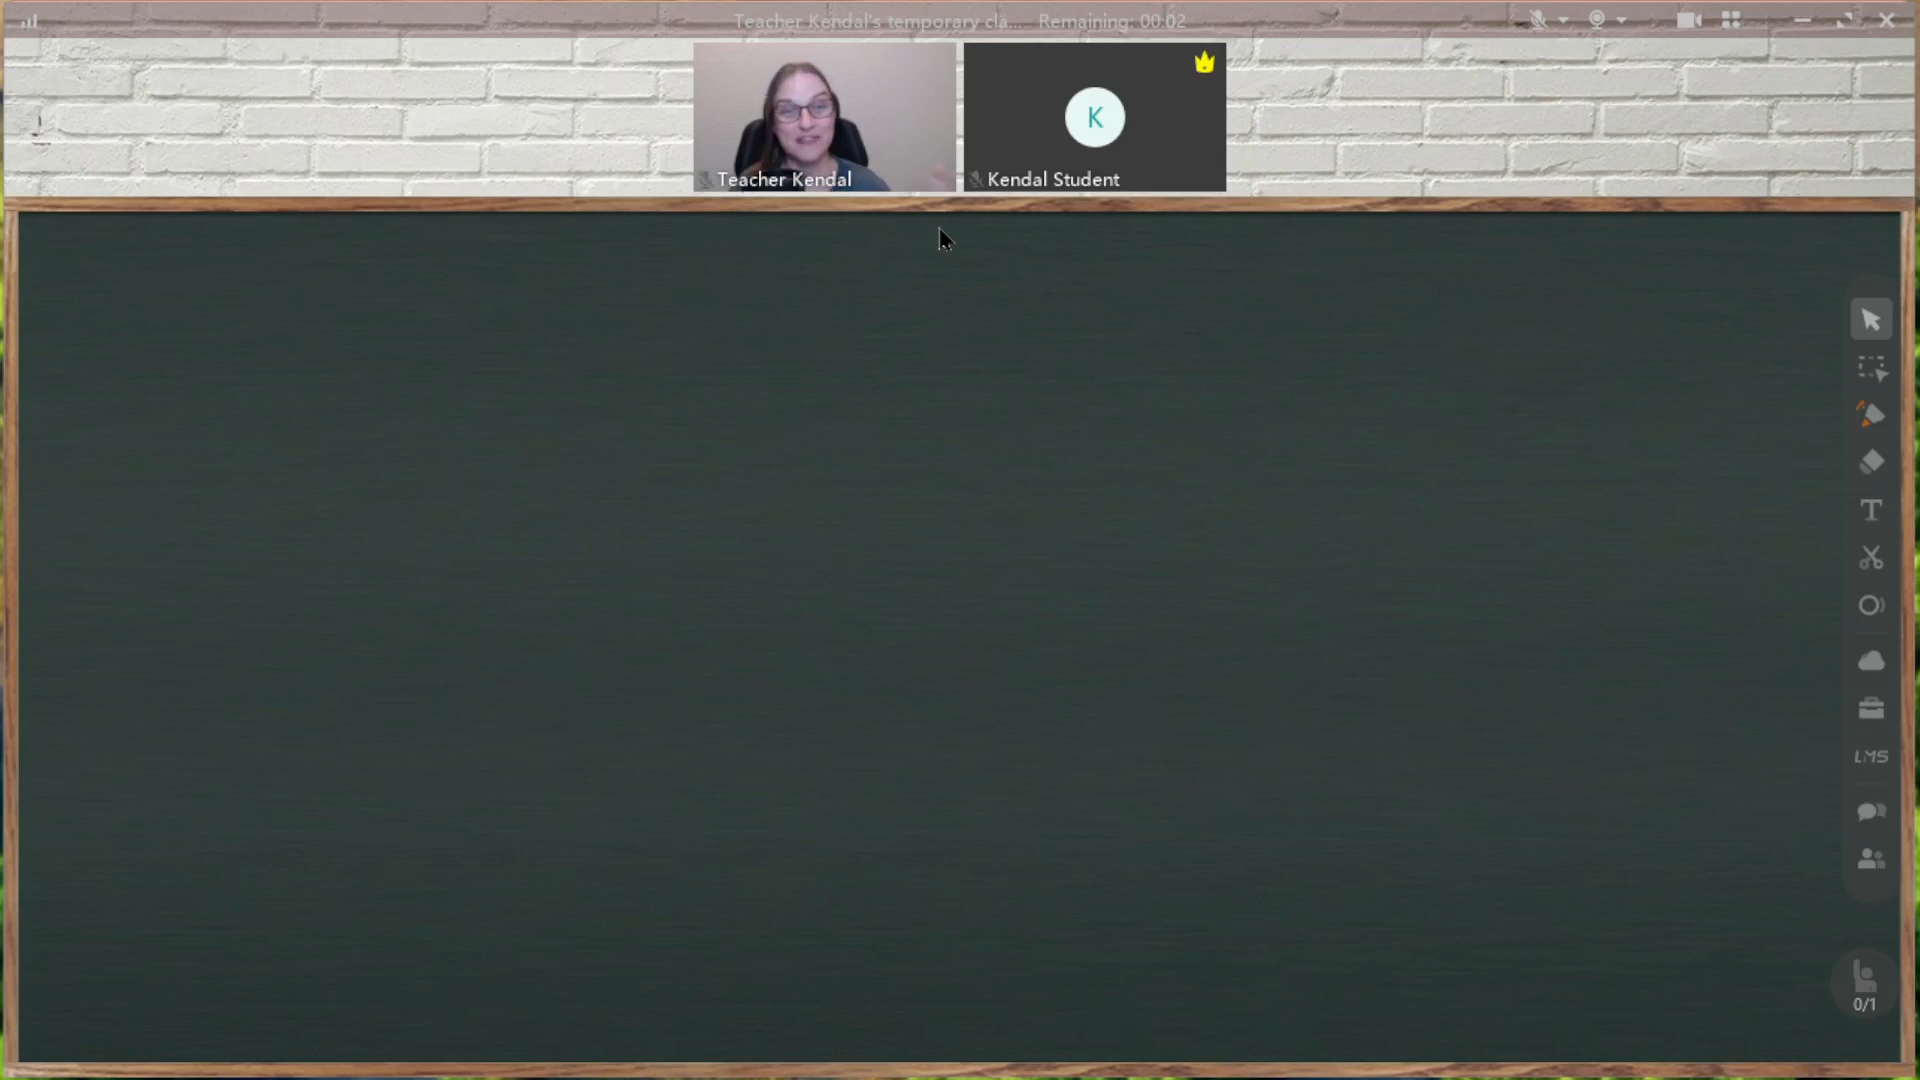 Teacher Kendal's temporary cla... Remaining: 00:02
K
Teacher Kendal
Kendal Student
T
LMS
0/1